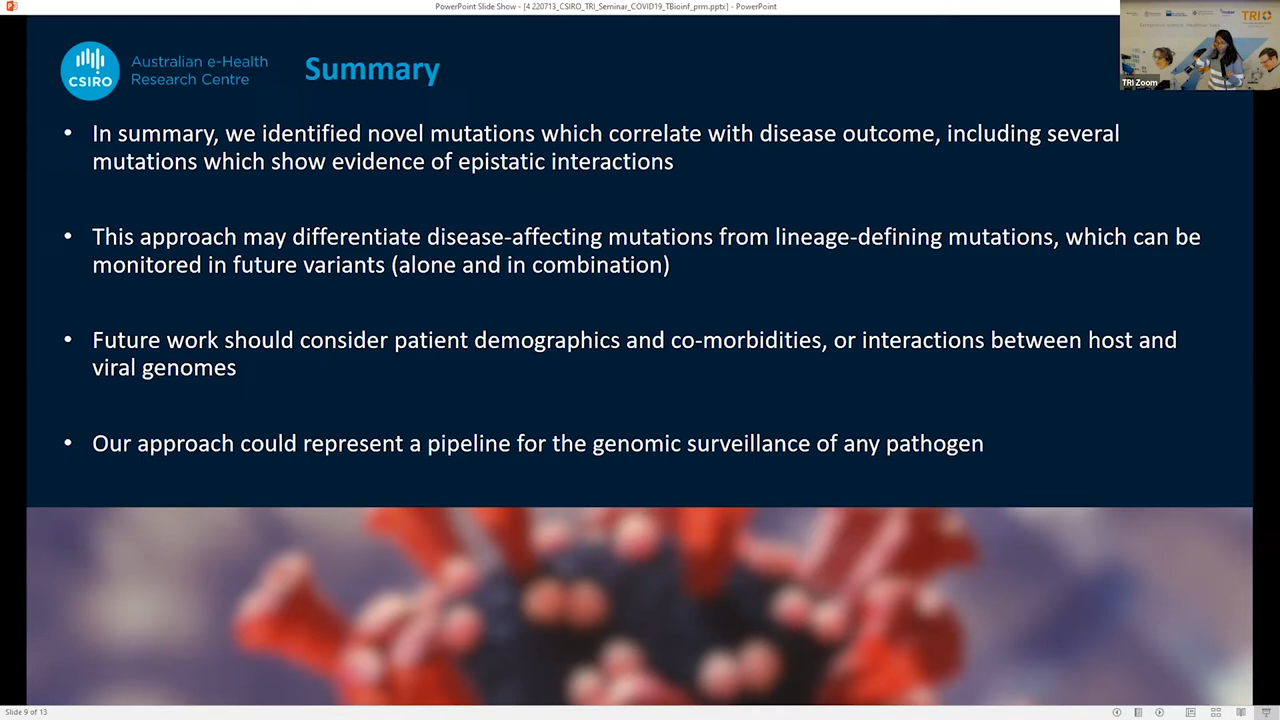 PowerPoint Slide Show - [4 220713_CSIRO_TRI_Seminar_COVID19_TBioinf_prm.pptx] - PowerPoint
TRI
TRI Zoom
CSIRO
Australian e-Health
Research Centre
Summary
• In summary, we identified novel mutations which correlate with disease outcome, including several
mutations which show evidence of epistatic interactions
• This approach may differentiate disease-affecting mutations from lineage-defining mutations, which can be
monitored in future variants (alone and in combination)
• Future work should consider patient demographics and co-morbidities, or interactions between host and
viral genomes
• Our approach could represent a pipeline for the genomic surveillance of any pathogen
Slide 9 of 13